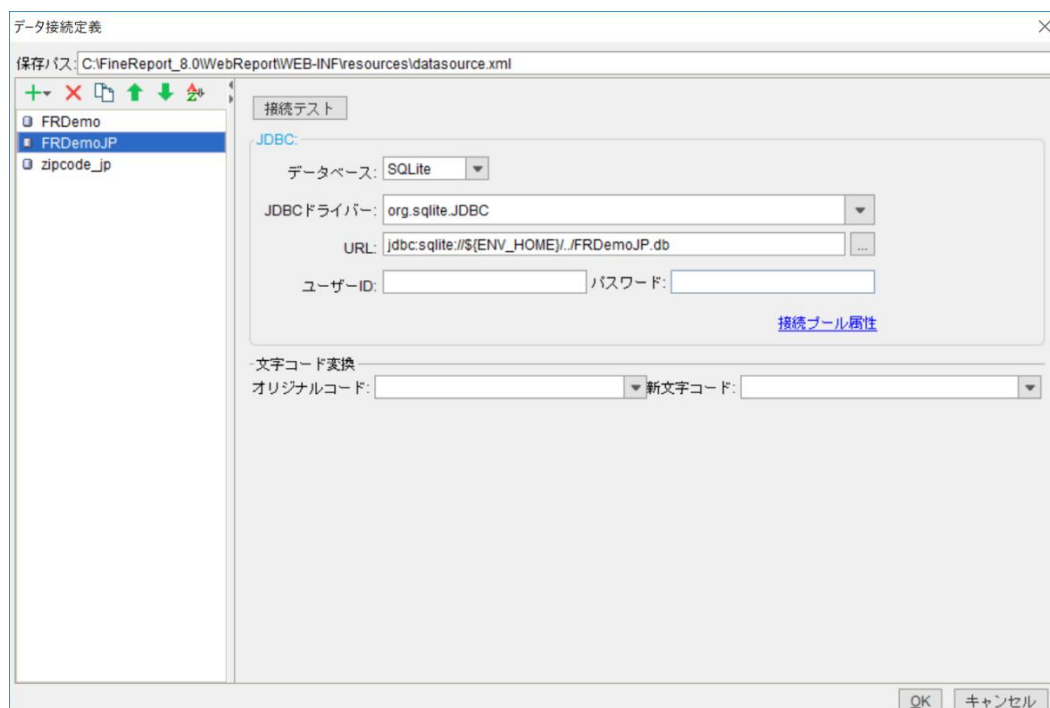 データ接続定義
保存パス: C:\FineReport_8.0\WebReport\WEB-INF\resources\datasource.xml
FRDemo
FRDemoJP
zipcode_jp
接続テスト
JDBC:
データベース: SQLite
JDBCドライバー: org.sqlite.JDBC
URL: jdbc:sqlite://${ENV_HOME}/../FRDemoJP.db ...
ユーザーID: パスワード:
接続プール属性
文字コード変換
オリジナルコード: 新文字コード:
OK キャンセル